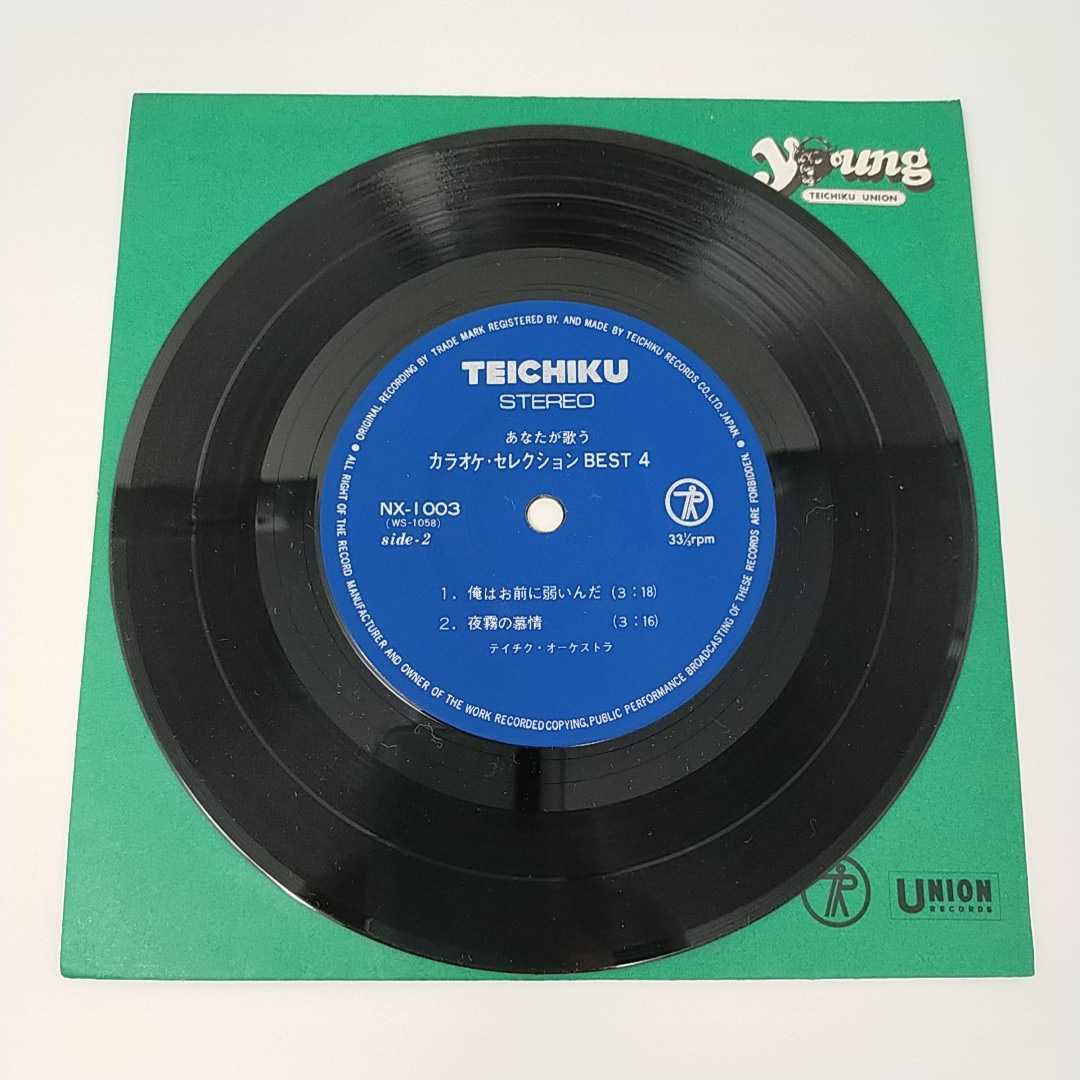 Young
TEICHIKU UNION
ORIGINAL RECORDING BY TRADE MARK REGISTERED BY, AND MADE BY TEICHIKU RECORDS CO., LTD. JAPAN.
TEICHIKU
STEREO
あなたが歌う
カラオケ・セレクション BEST 4
NX-1003
(WS-1058)
side-2
33⅓rpm
1. 俺はお前に弱いんだ (3:18)
2. 夜霧の慕情 (3:16)
テイチク・オーケストラ
ALL RIGHT OF THE RECORD MANUFACTURER AND OWNER OF THE WORK RECORDED COPYING, PUBLIC PERFORMANCE BROADCASTING OF THESE RECORDS ARE FORBIDDEN.
UNION
RECORDS